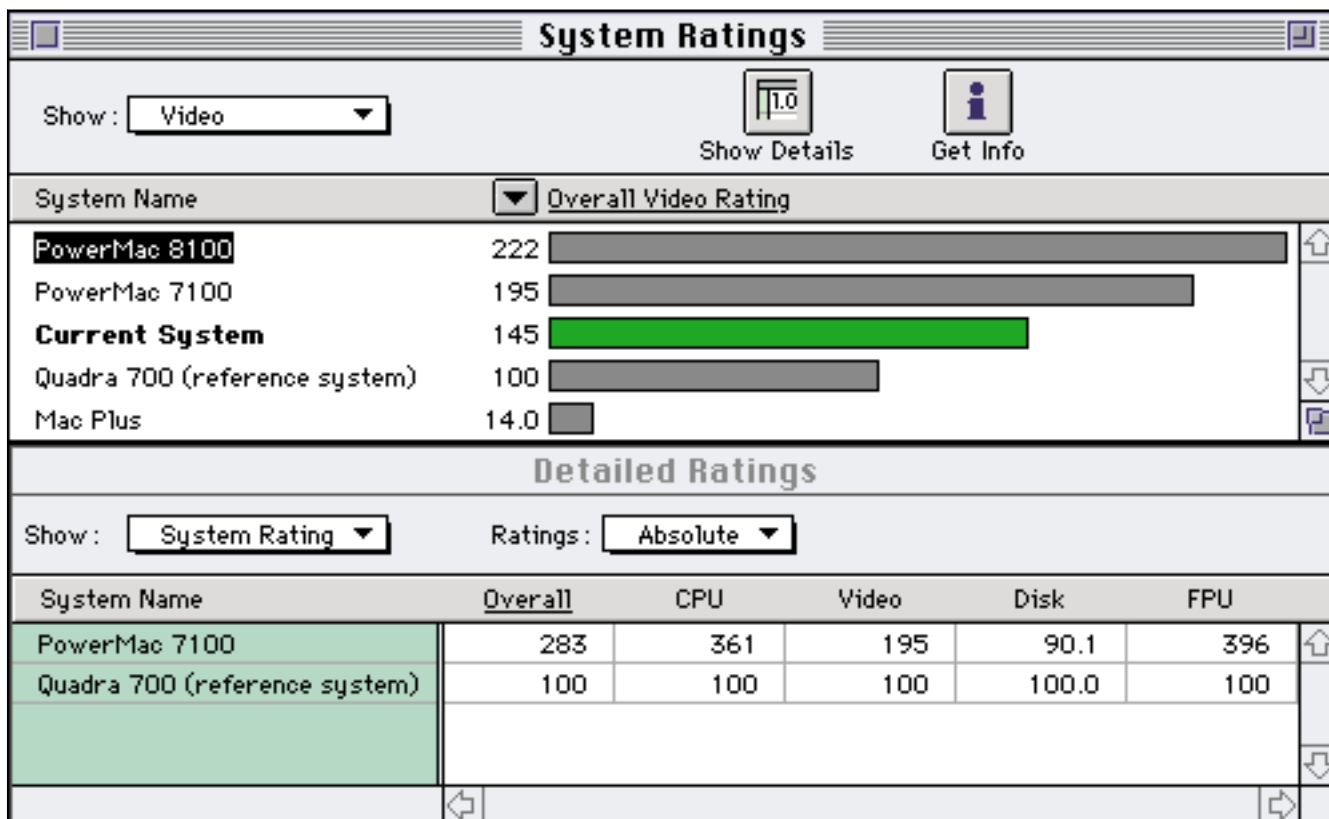 System Ratings
Show: Video
1.0
Show Details Get Info
System Name Overall Video Rating
PowerMac 8100 222
PowerMac 7100 195
Current System 145
Quadra 700 (reference system) 100
Mac Plus 14.0
Detailed Ratings
Show: System Rating Ratings: Absolute
System Name Overall CPU Video Disk FPU
PowerMac 7100 283 361 195 90.1 396
Quadra 700 (reference system) 100 100 100 100.0 100